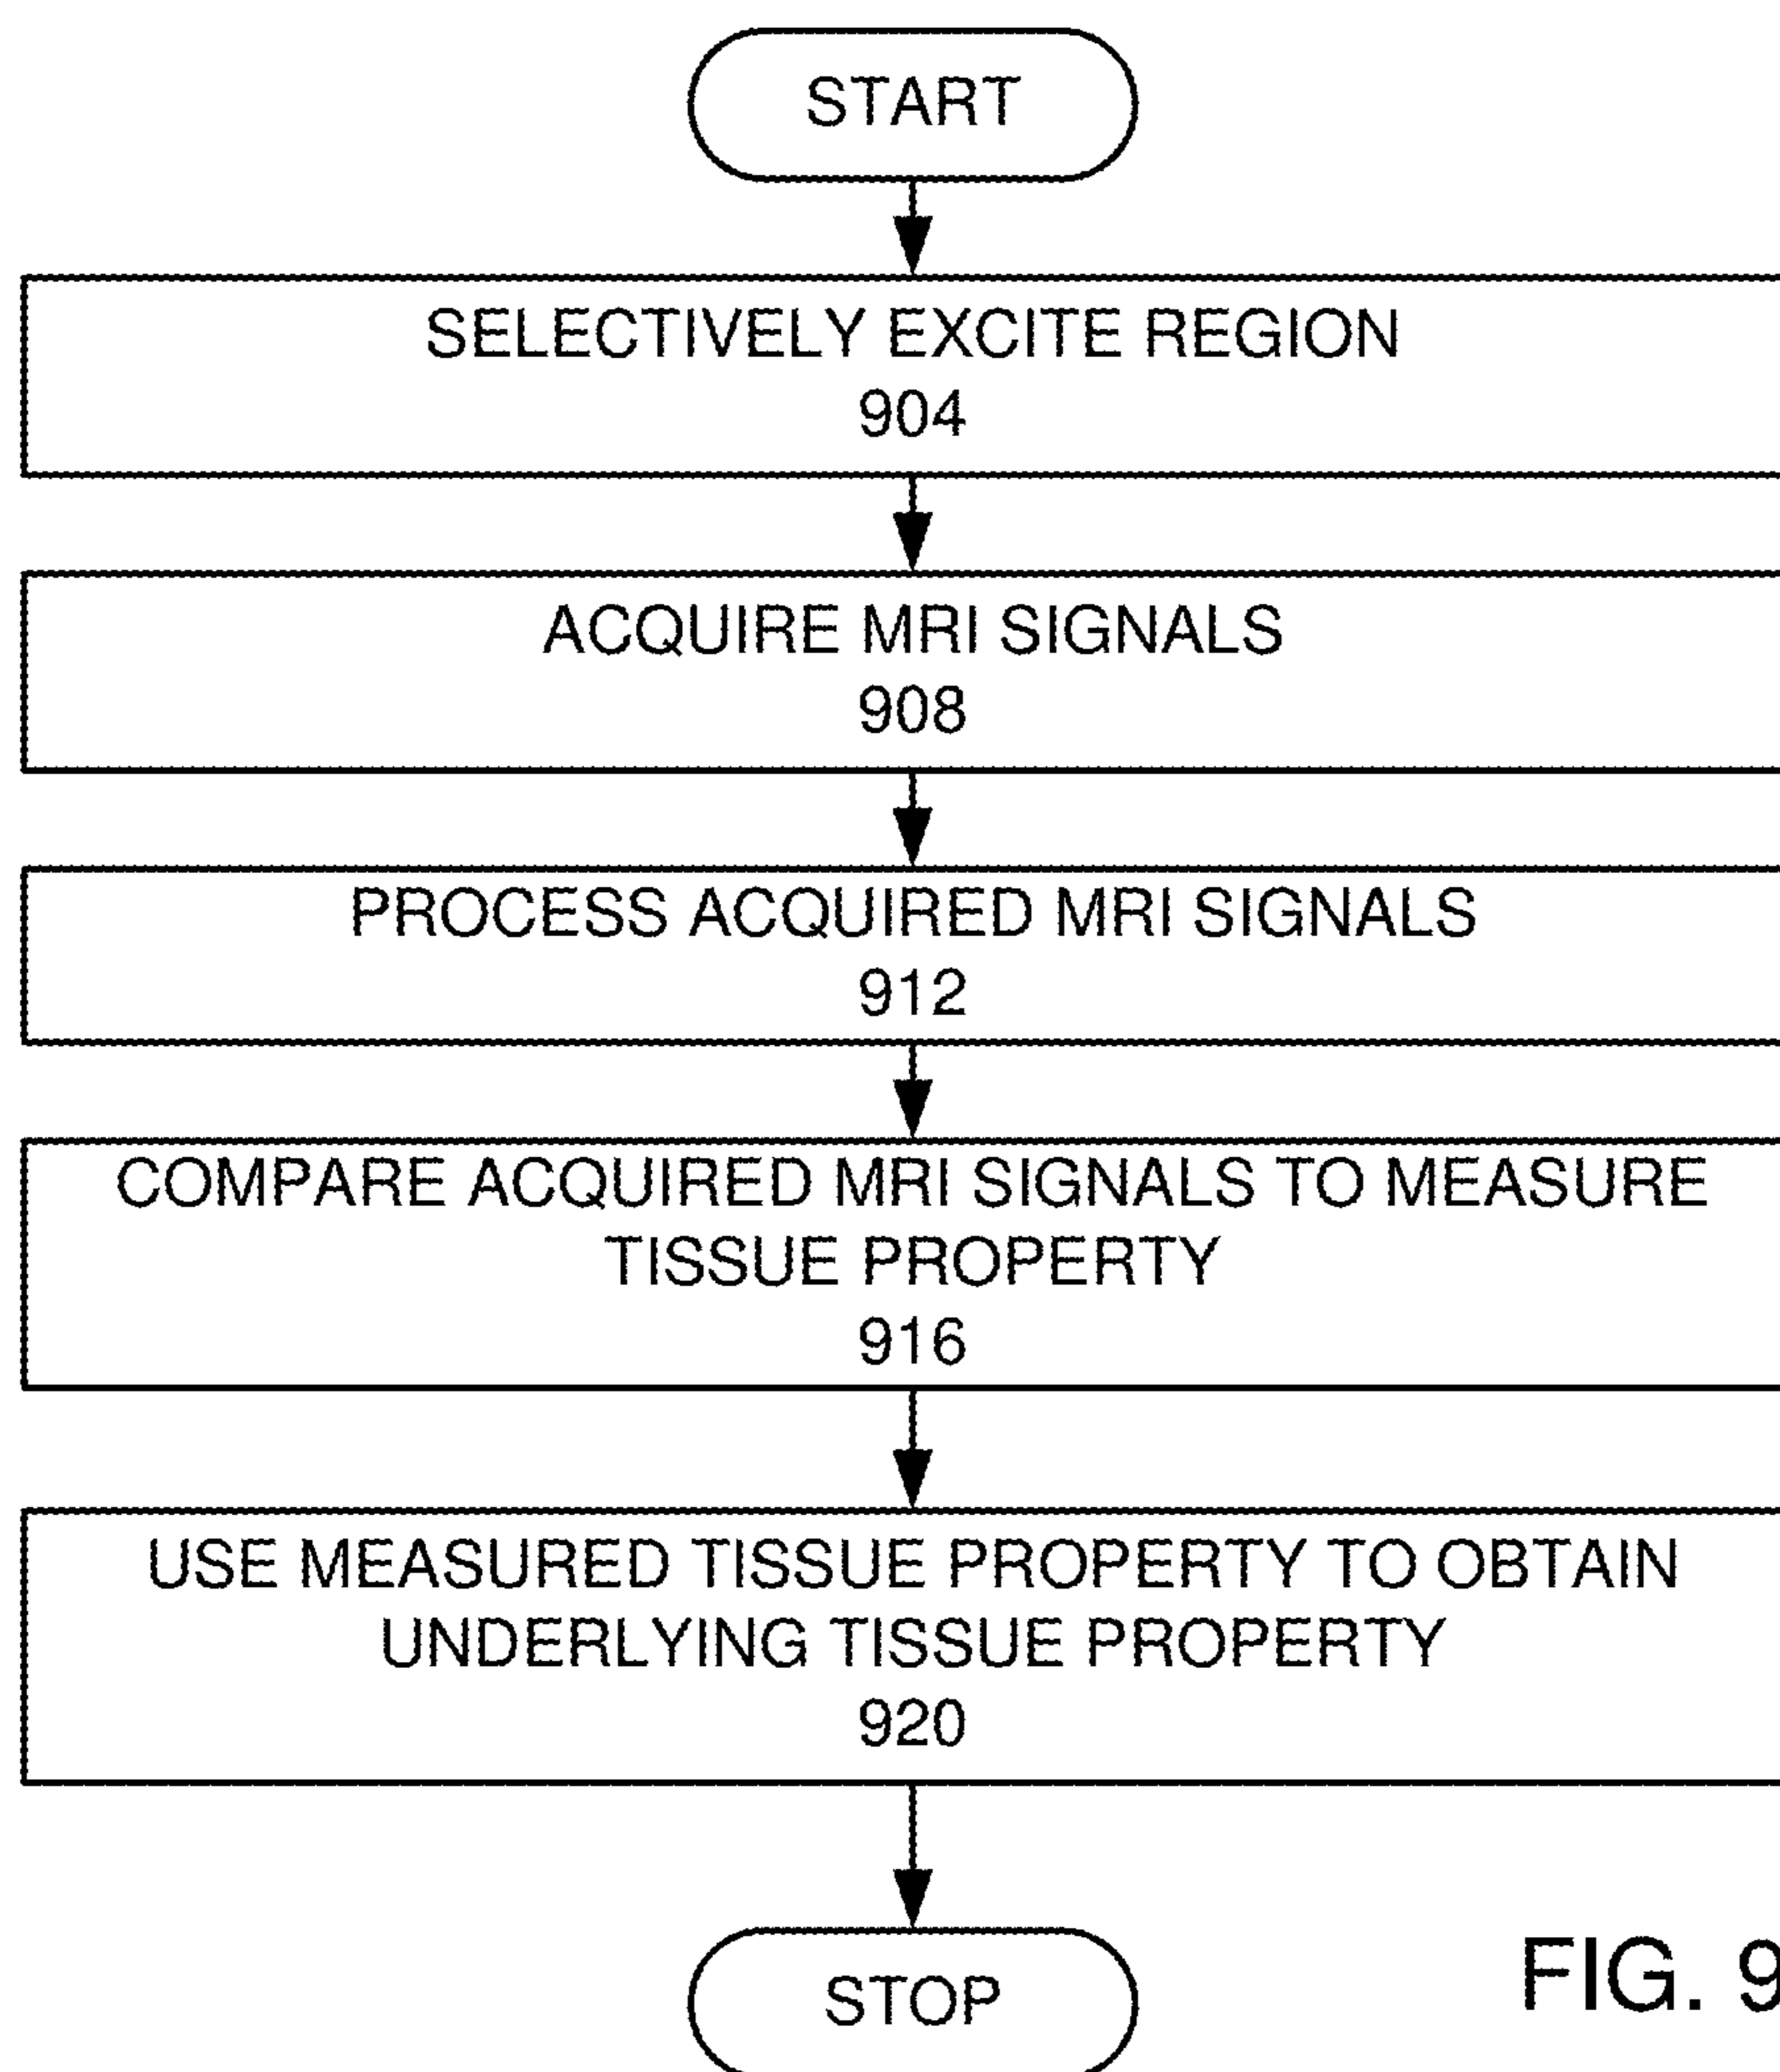 START
SELECTIVELY EXCITE REGION
904
ACQUIRE MRI SIGNALS
908
PROCESS ACQUIRED MRI SIGNALS
912
COMPARE ACQUIRED MRI SIGNALS TO MEASURE
TISSUE PROPERTY
916
USE MEASURED TISSUE PROPERTY TO OBTAIN
UNDERLYING TISSUE PROPERTY
920
STOP
FIG. 9